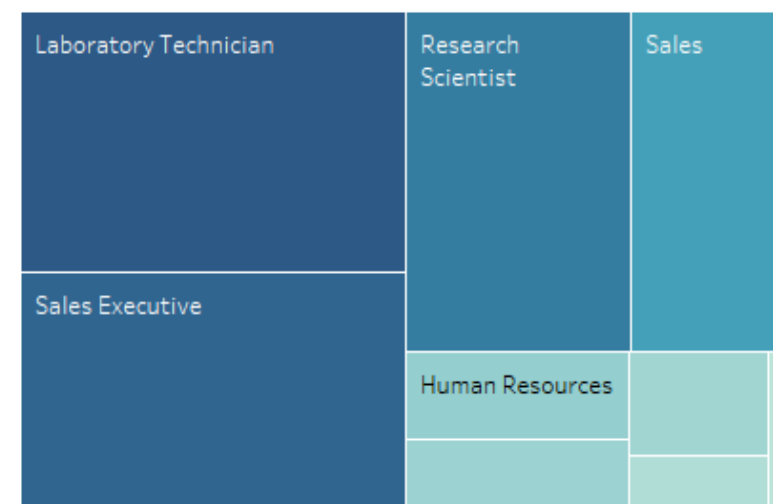 Laboratory Technician
Research
Scientist
Sales
Sales Executive
Human Resources